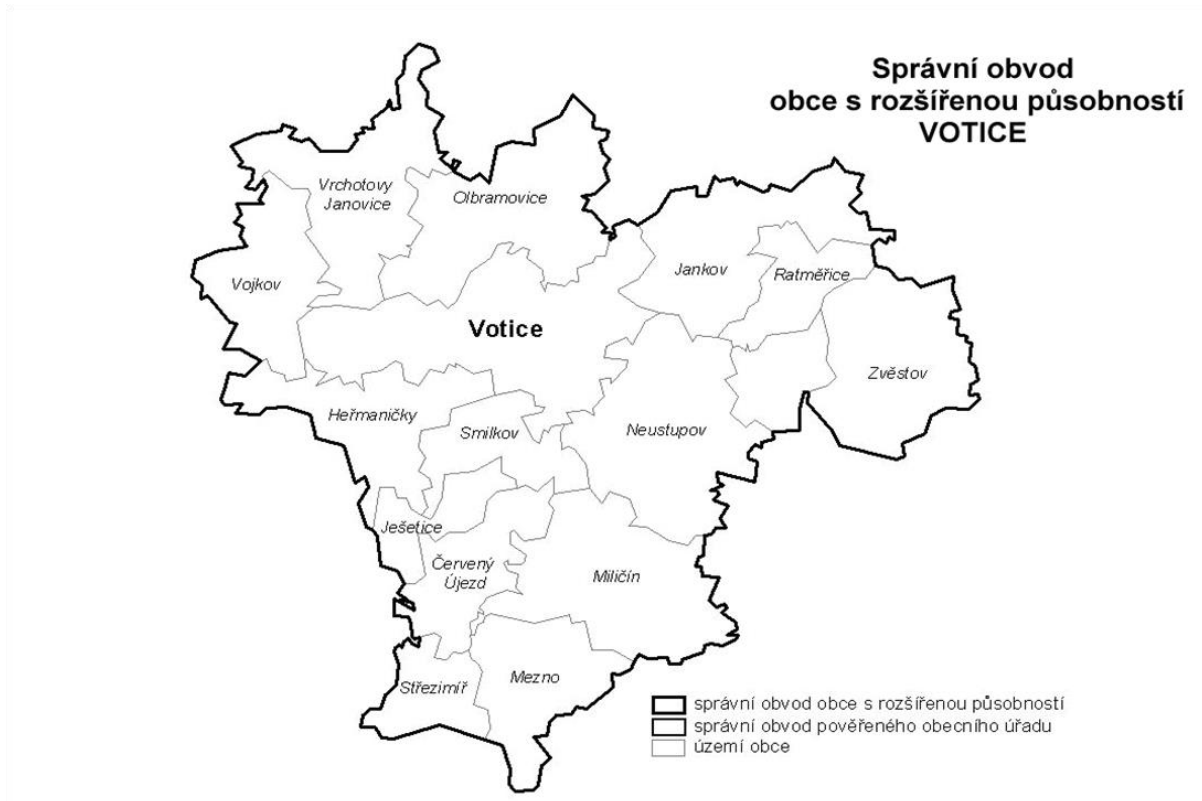 Správní obvod
obce s rozšířenou působností
VOTICE
Vrchotovy
Janovice
Olbramovice
Vojkov
Jankov
Ratměřice
Votice
Zvěstov
Heřmaničky
Smilkov
Neustupov
Ješetice
Červený
Újezd
Miličín
Střezimíř
Mezno
správní obvod obce s rozšířenou působností
správní obvod pověřeného obecního úřadu
území obce